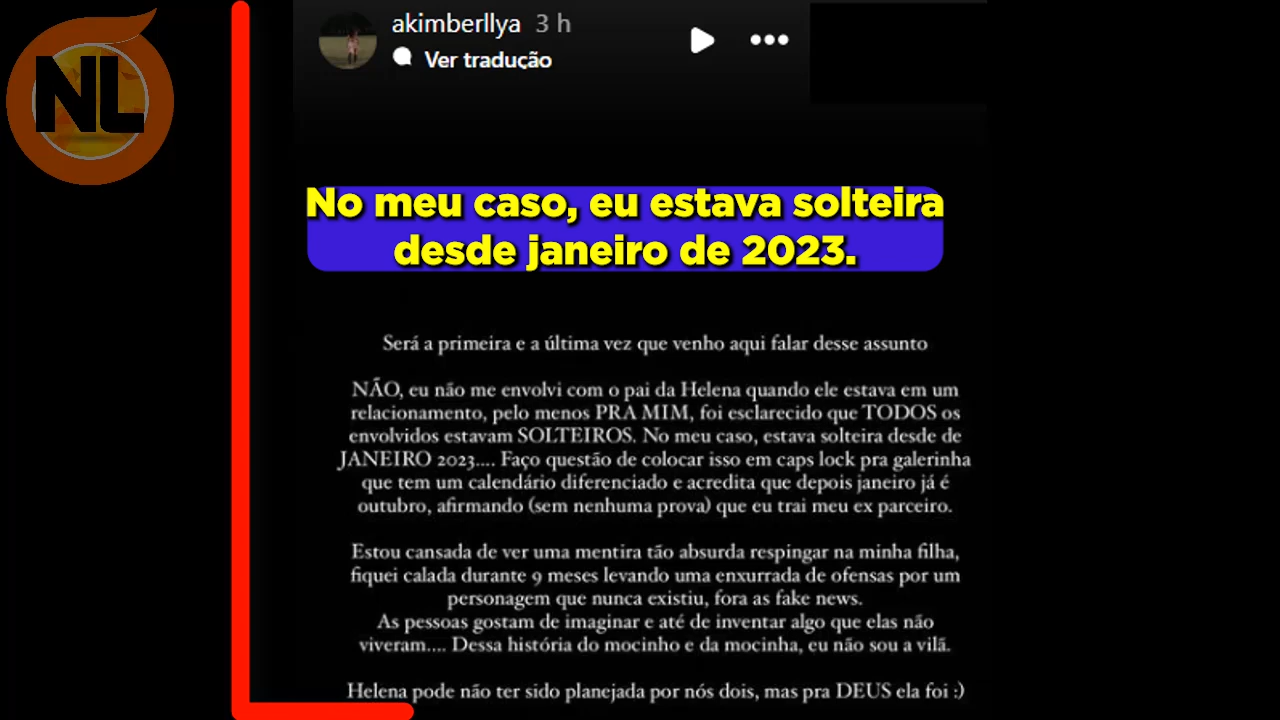 NL
akimberllya 3 h
Ver tradução
No meu caso, eu estava solteira
desde janeiro de 2023.
Será a primeira e a última vez que venho aqui falar desse assunto
NÃO, eu não me envolvi com o pai da Helena quando ele estava em um
relacionamento, pelo menos PRA MIM, foi esclarecido que TODOS os
envolvidos estavam SOLTEIROS. No meu caso, estava solteira desde de
JANEIRO 2023.... Faço questão de colocar isso em caps lock pra galerinha
que tem um calendário diferenciado e acredita que depois janeiro já é
outubro, afirmando (sem nenhuma prova) que eu trai meu ex parceiro.
Estou cansada de ver uma mentira tão absurda respingar na minha filha,
fiquei calada durante 9 meses levando uma enxurrada de ofensas por um
personagem que nunca existiu, fora as fake news.
As pessoas gostam de imaginar e até de inventar algo que elas não
viveram.... Dessa história do mocinho e da mocinha, eu não sou a vilã.
Helena pode não ter sido planejada por nós dois, mas pra DEUS ela foi :)